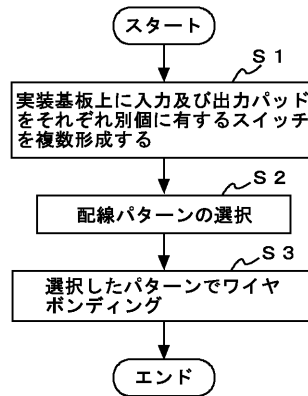 スタート
S1
実装基板上に入力及び出力パッド
をそれぞれ別個に有するスイッチ
を複数形成する
S2
配線パターンの選択
S3
選択したパターンでワイヤ
ボンディング
エンド